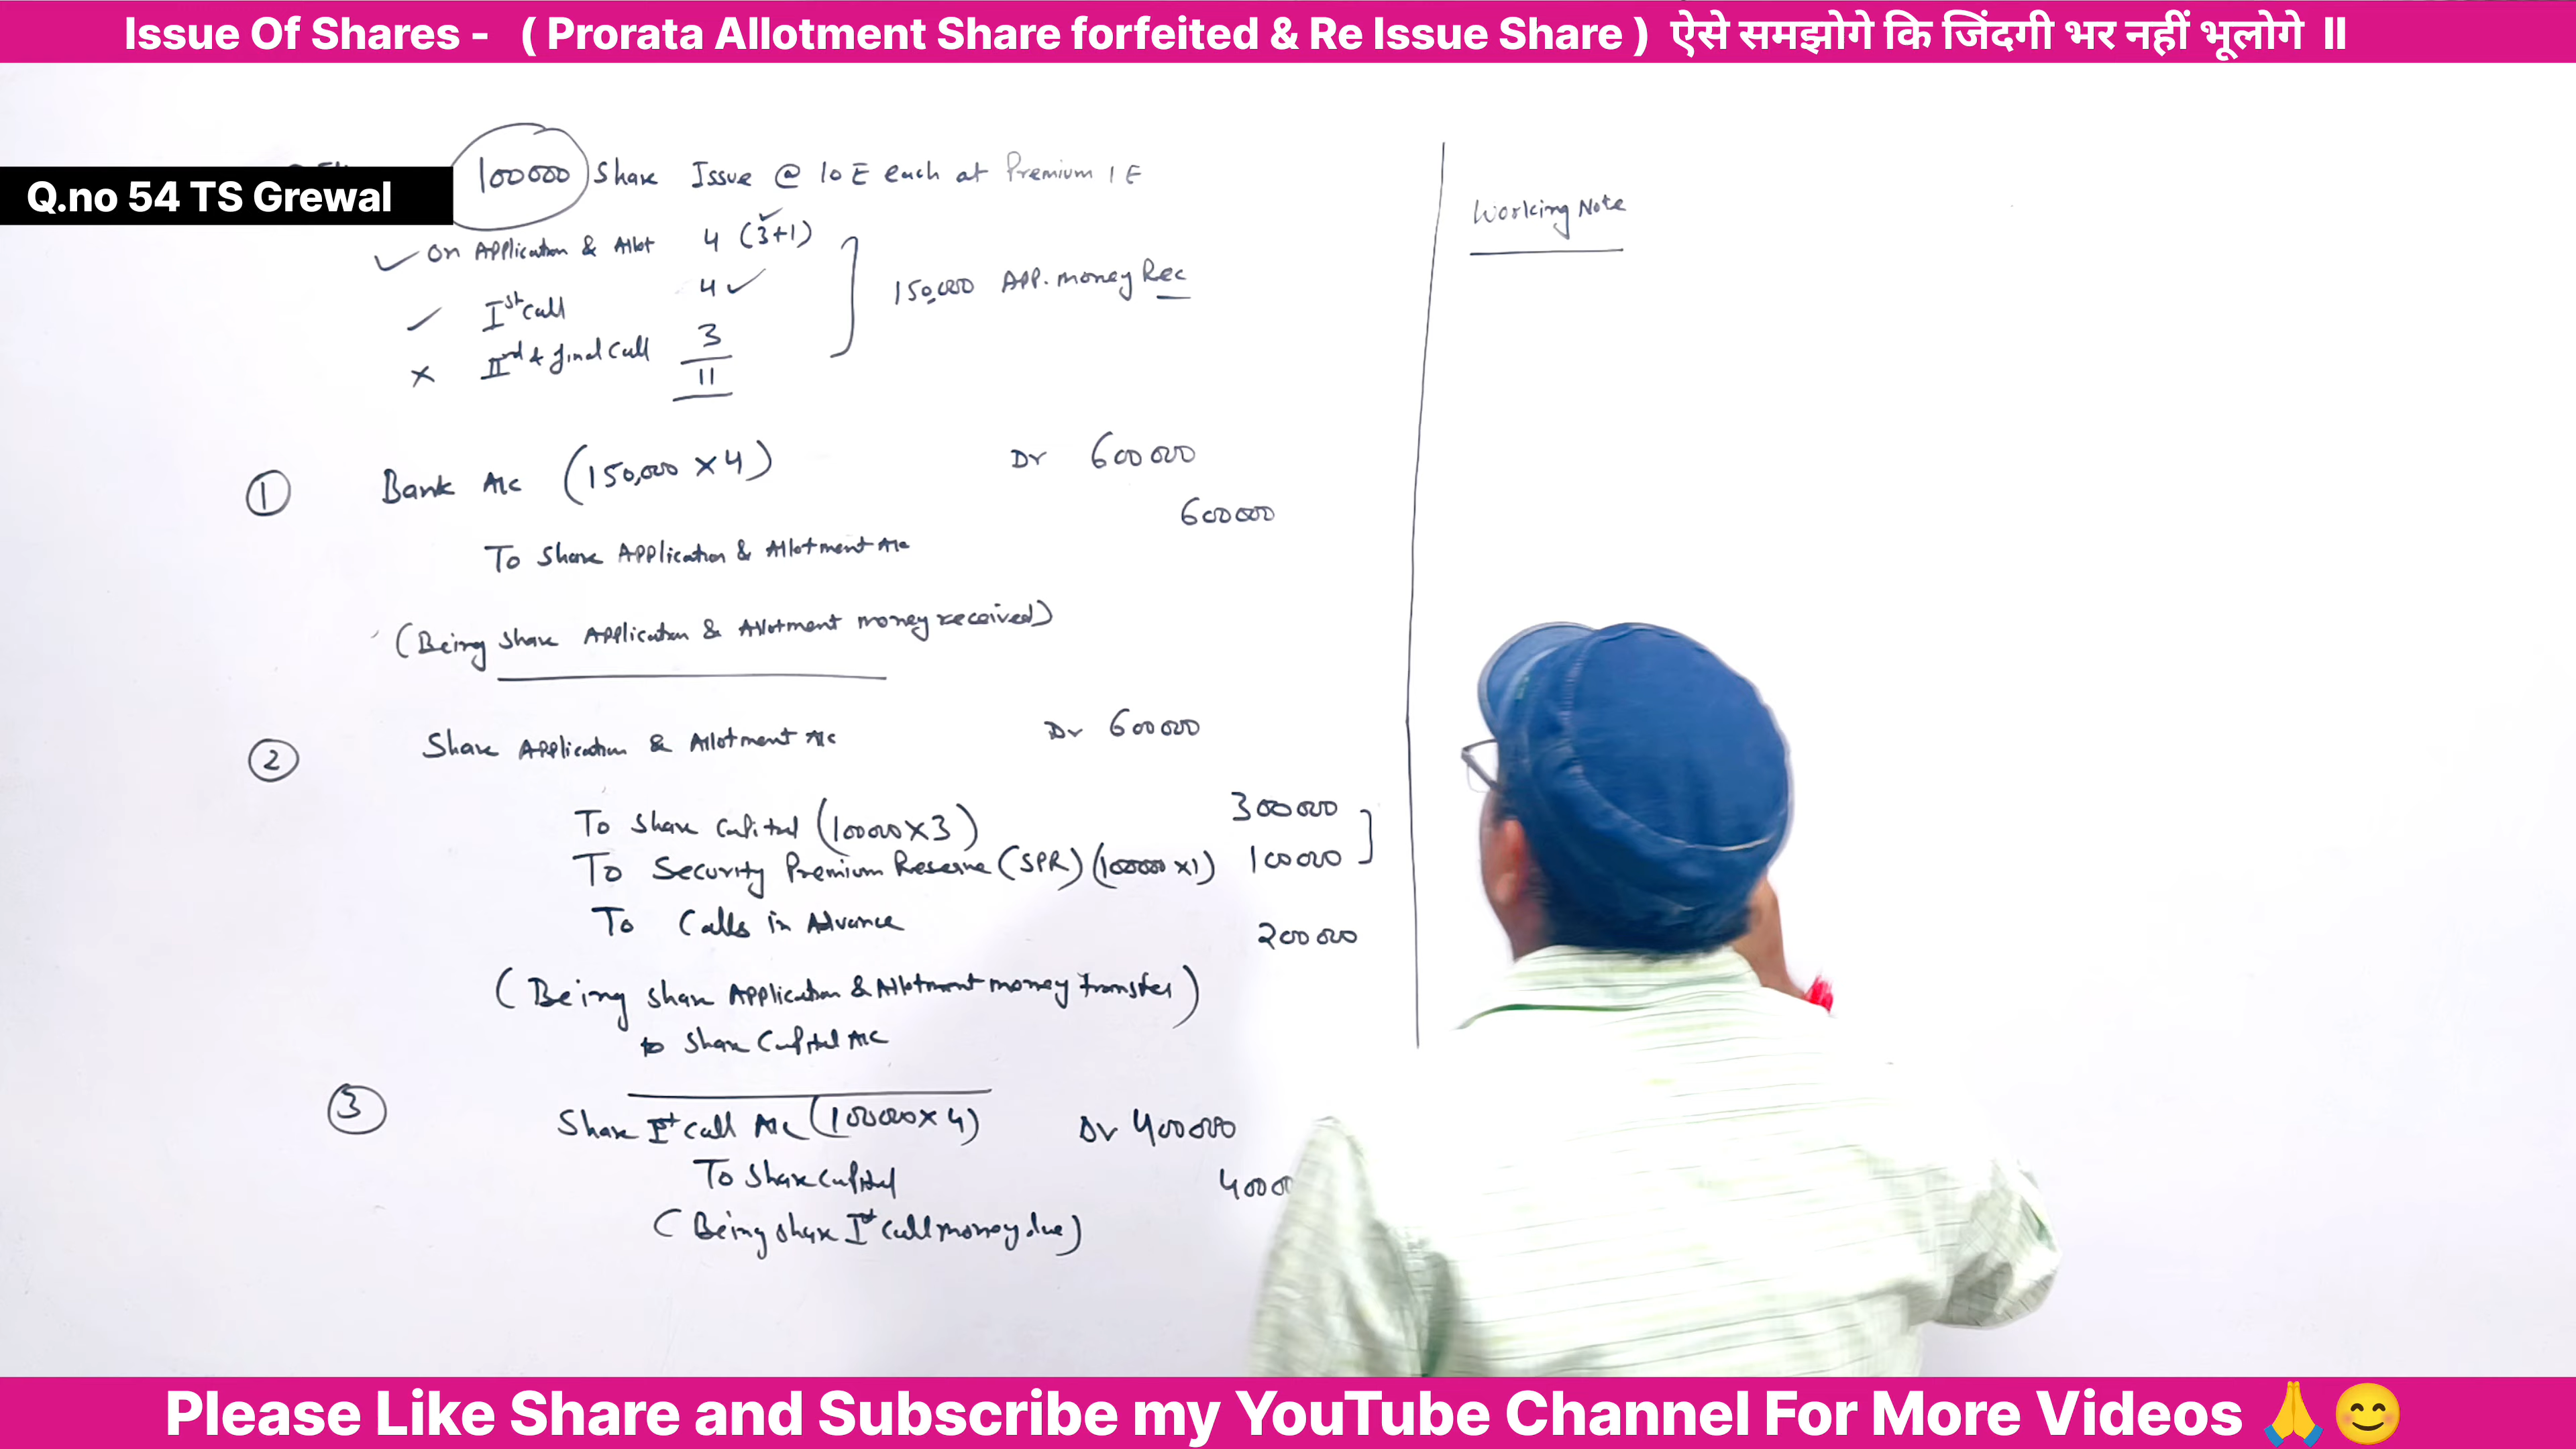 Issue Of Shares - ( Prorata Allotment Share forfeited & Re Issue Share ) ऐसे समझोगे कि जिंदगी भर नहीं भूलोगे ॥
Q.no 54 TS Grewal
100000 Share Issue @ 10 E each at Premium 1 E
✓ on Application & Allot 4 (3+1)
✓ Ist Call 4 ✓
150,000 APP. money Rec
× IInd & final Call 3
11
Working Note
① Bank A/c (150,000 × 4) Dr 600000
600000
To Share Application & Allotment A/c
(Being share Application & Allotment money received)
② Share Application & Allotment A/c Dr 600000
To Share Capital (100000×3) 300000
To Security Premium Reserve (SPR) (100000 ×1) 100000
To Calls in Advance 200000
(Being share Application & Allotment money transfer)
to Share Capital A/c
③ Share Ist Call A/c (100000×4) Dr 400000
To Share Capital 4000
(Being share Ist Call money due)
Please Like Share and Subscribe my YouTube Channel For More Videos 🙏😊